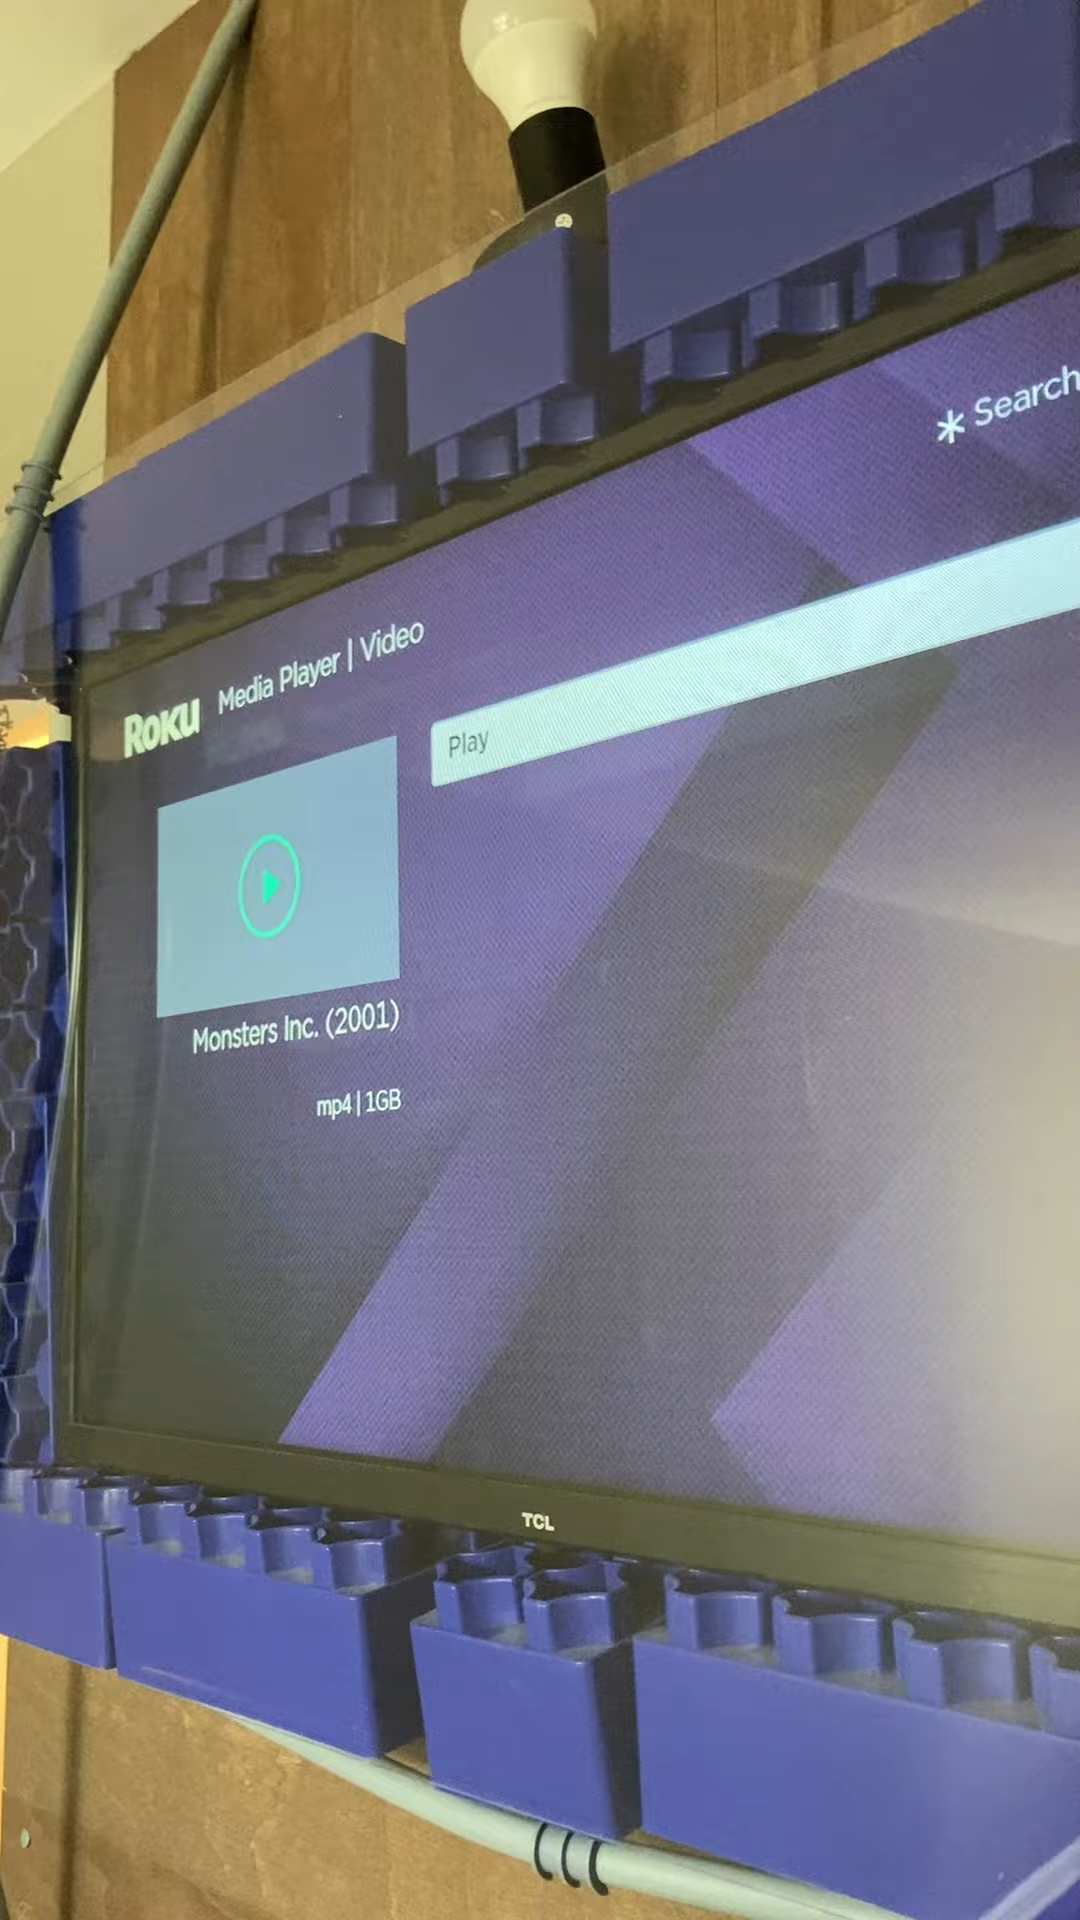 * Search
Roku Media Player | Video
Play
Monsters Inc. (2001)
mp4 | 1GB
TCL